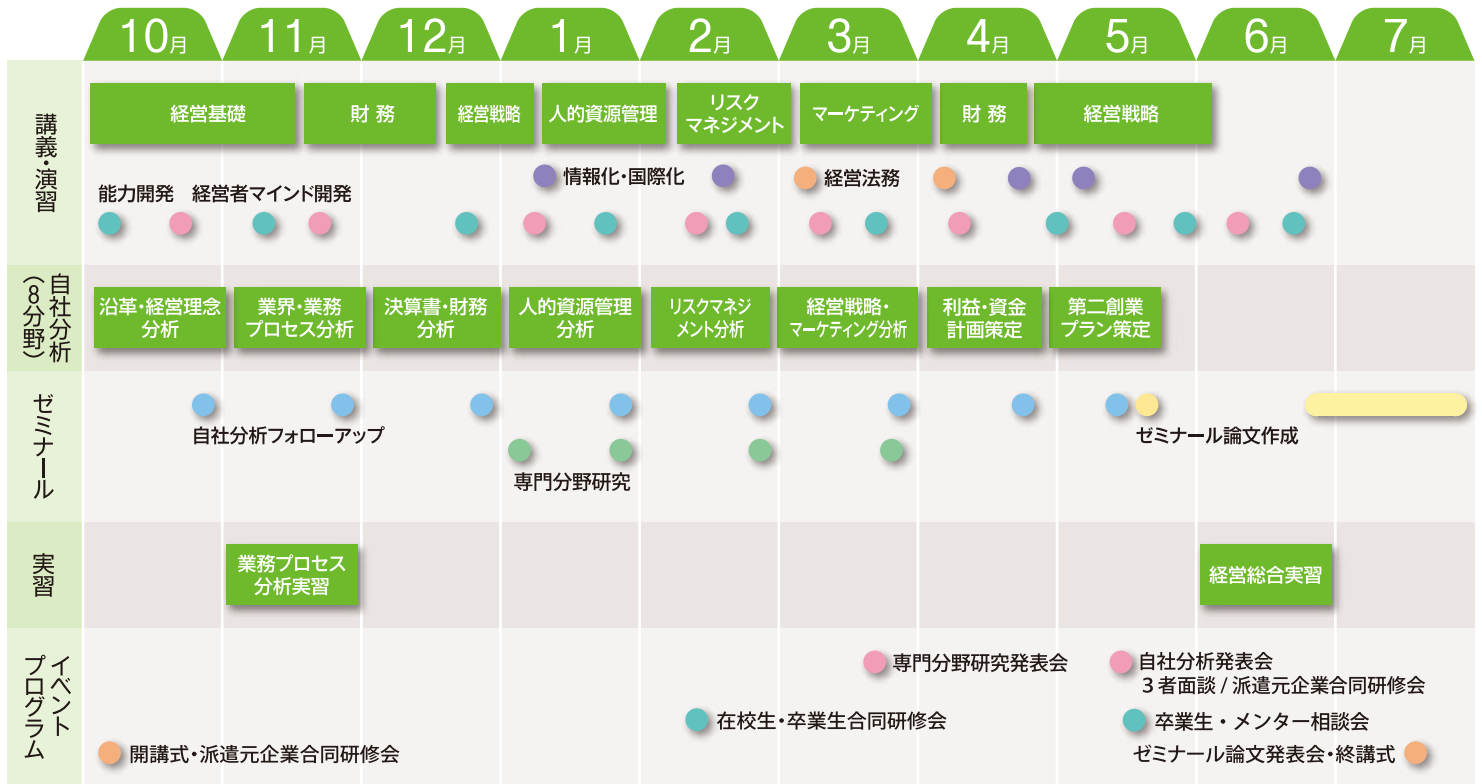 10月 11月 12月 1月 2月 3月 4月 5月 6月 7月
講義・演習
経営基礎
財 務
経営戦略
人的資源管理
リスク
マネジメント
マーケティング
財 務
経営戦略
情報化・国際化
経営法務
能力開発
経営者マインド開発
自社分析
(8分野)
沿革・経営理念
分析
業界・業務
プロセス分析
決算書・財務
分析
人的資源管理
分析
リスクマネジ
メント分析
経営戦略・
マーケティング分析
利益・資金
計画策定
第二創業
プラン策定
ゼミナール
自社分析フォローアップ
ゼミナール論文作成
専門分野研究
実習
業務プロセス
分析実習
経営総合実習
イベント
プログラム
専門分野研究発表会
自社分析発表会
3者面談 / 派遣元企業合同研修会
在校生・卒業生合同研修会
卒業生・メンター相談会
開講式・派遣元企業合同研修会
ゼミナール論文発表会・終講式